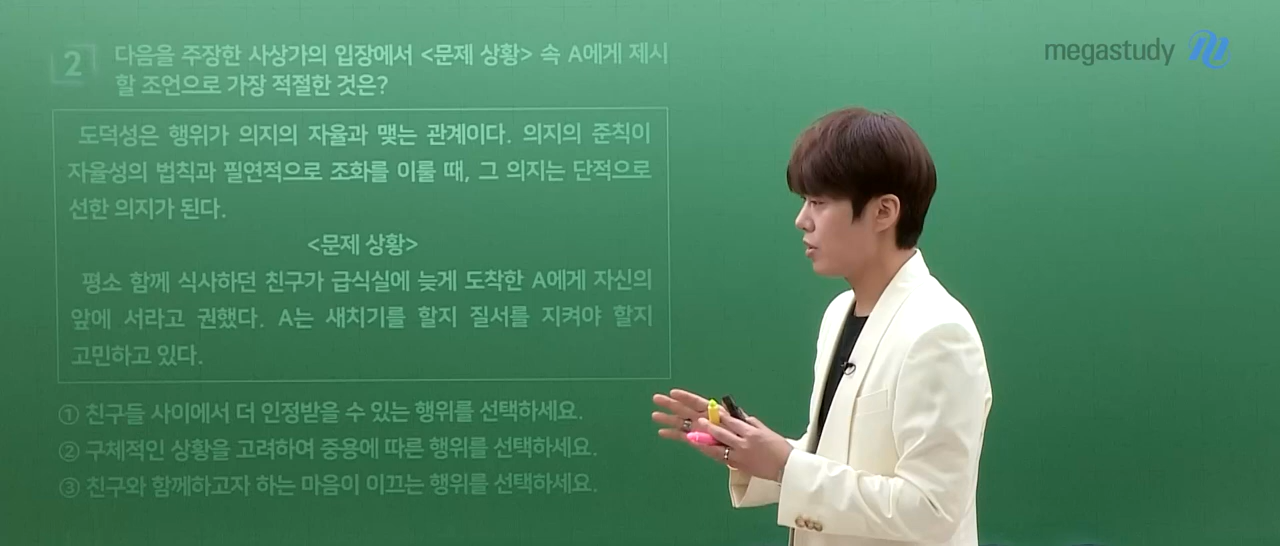 megastudy
2
다음을 주장한 사상가의 입장에서 <문제 상황> 속 A에게 제시
할 조언으로 가장 적절한 것은?
도덕성은 행위가 의지의 자율과 맺는 관계이다. 의지의 준칙이
자율성의 법칙과 필연적으로 조화를 이룰 때, 그 의지는 단적으로
선한 의지가 된다.
<문제 상황>
평소 함께 식사하던 친구가 급식실에 늦게 도착한 A에게 자신의
앞에 서라고 권했다. A는 새치기를 할지 질서를 지켜야 할지
고민하고 있다.
① 친구들 사이에서 더 인정받을 수 있는 행위를 선택하세요.
② 구체적인 상황을 고려하여 중용에 따른 행위를 선택하세요.
③ 친구와 함께하고자 하는 마음이 이끄는 행위를 선택하세요.